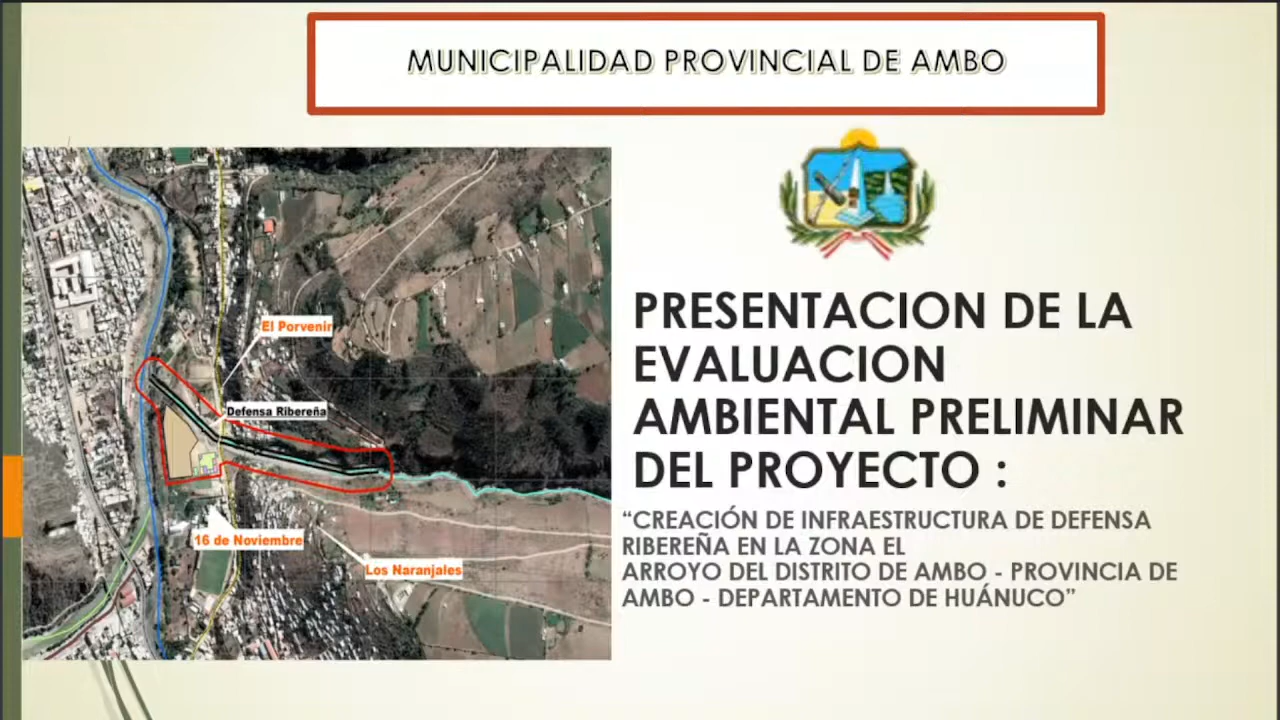 MUNICIPALIDAD PROVINCIAL DE AMBO
El Porvenir
Defensa Ribereña
16 de Noviembre
Los Naranjales
PRESENTACION DE LA
EVALUACION
AMBIENTAL PRELIMINAR
DEL PROYECTO :
“CREACIÓN DE INFRAESTRUCTURA DE DEFENSA
RIBEREÑA EN LA ZONA EL
ARROYO DEL DISTRITO DE AMBO - PROVINCIA DE
AMBO - DEPARTAMENTO DE HUÁNUCO”